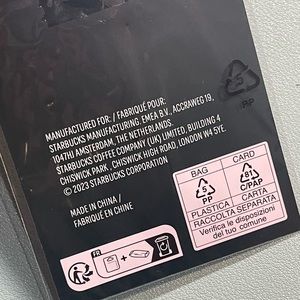 MANUFACTURED FOR: / FABRIQUÉ POUR:
STARBUCKS MANUFACTURING EMEA B.V., ACCRAWEG 19,
1047HJ AMSTERDAM, THE NETHERLANDS.
STARBUCKS COFFEE COMPANY (UK) LIMITED, BUILDING 4
CHISWICK PARK, CHISWICK HIGH ROAD, LONDON W4 5YE.
© 2023 STARBUCKS CORPORATION
MADE IN CHINA /
FABRIQUÉ EN CHINE
5
PP
BAG
CARD
5
PP
81
C/PAP
PLASTICA
CARTA
RACCOLTA SEPARATA
Verifica le disposizioni
del tuo comune
FR